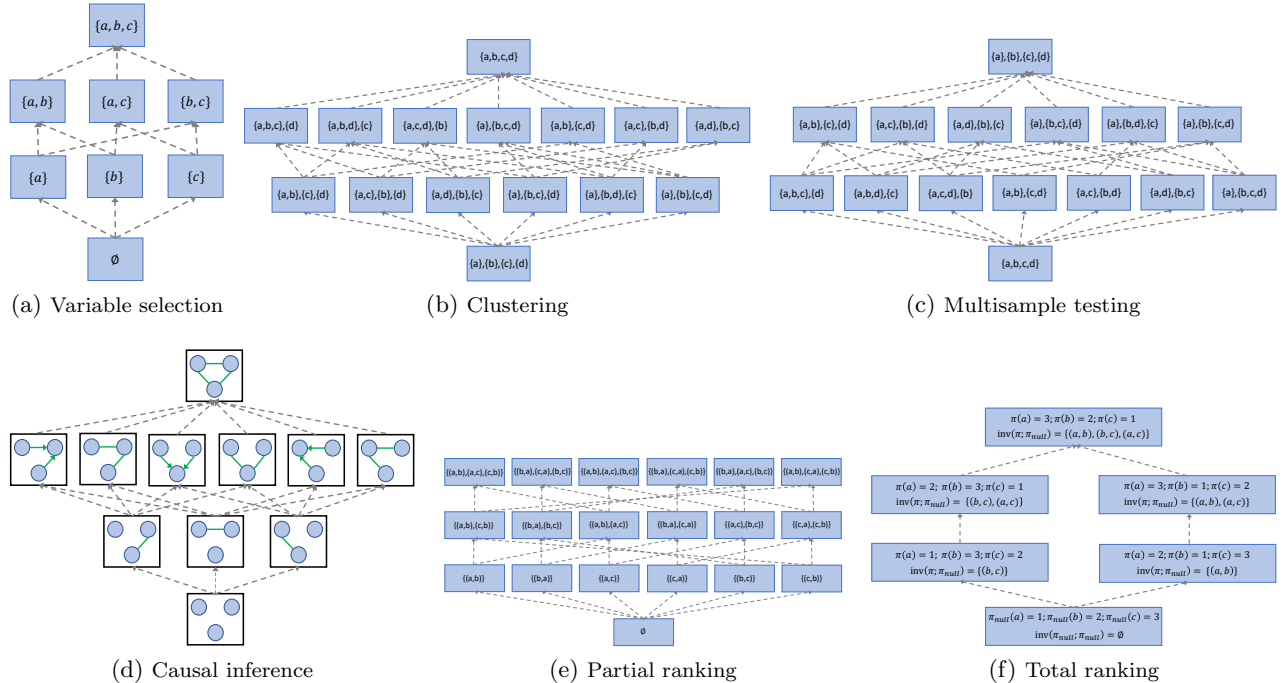 {a, b, c}
{a, b} {a, c} {b, c}
{a} {b} {c}
∅
(a) Variable selection
{a,b,c,d}
{a,b,c},{d} {a,b,d},{c} {a,c,d},{b} {a},{b,c,d} {a,b},{c,d} {a,c},{b,d} {a,d},{b,c}
{a,b},{c},{d} {a,c},{b},{d} {a,d},{b},{c} {a},{b,c},{d} {a},{b,d},{c} {a},{b},{c,d}
{a},{b},{c},{d}
(b) Clustering
{a},{b},{c},{d}
{a,b},{c},{d} {a,c},{b},{d} {a,d},{b},{c} {a},{b,c},{d} {a},{b,d},{c} {a},{b},{c,d}
{a,b,c},{d} {a,b,d},{c} {a,c,d},{b} {a,b},{c,d} {a,c},{b,d} {a,d},{b,c} {a},{b,c,d}
{a,b,c,d}
(c) Multisample testing
(d) Causal inference
{(a,b),(a,c),(c,b)} {(b,a),(c,a),(b,c)} {(a,b),(a,c),(b,c)} {(b,a),(c,a),(c,b)} {(b,a),(a,c),(b,c)} {(a,b),(c,a),(c,b)}
{(a,b),(c,b)} {(b,a),(b,c)} {(a,b),(a,c)} {(b,a),(c,a)} {(a,c),(b,c)} {(c,a),(c,b)}
{(a,b)} {(b,a)} {(a,c)} {(c,a)} {(b,c)} {(c,b)}
∅
(e) Partial ranking
π(a) = 3; π(b) = 2; π(c) = 1
inv(π; π_null) = {(a, b), (b, c), (a, c)}
π(a) = 2; π(b) = 3; π(c) = 1
inv(π; π_null) = {(b, c), (a, c)}
π(a) = 3; π(b) = 1; π(c) = 2
inv(π; π_null) = {(a, b), (a, c)}
π(a) = 1; π(b) = 3; π(c) = 2
inv(π; π_null) = {(b, c)}
π(a) = 2; π(b) = 1; π(c) = 3
inv(π; π_null) = {(a, b)}
π_null(a) = 1; π_null(b) = 2; π_null(c) = 3
inv(π_null; π_null) = ∅
(f) Total ranking